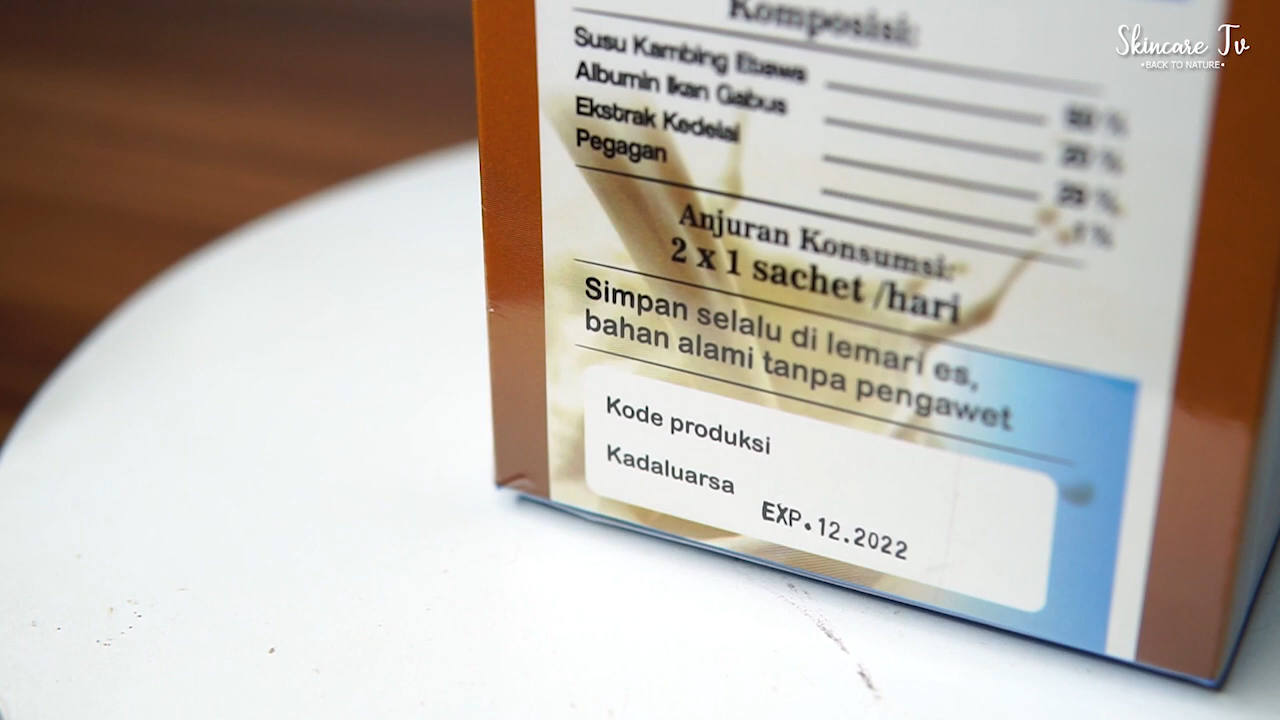 Skincare Tv
•BACK TO NATURE•
Komposisi:
Susu Kambing Etawa
Albumin Ikan Gabus
Ekstrak Kedelai
Pegagan
Anjuran Konsumsi:
2 x 1 sachet /hari
Simpan selalu di lemari es,
bahan alami tanpa pengawet
Kode produksi
Kadaluarsa
EXP.12.2022